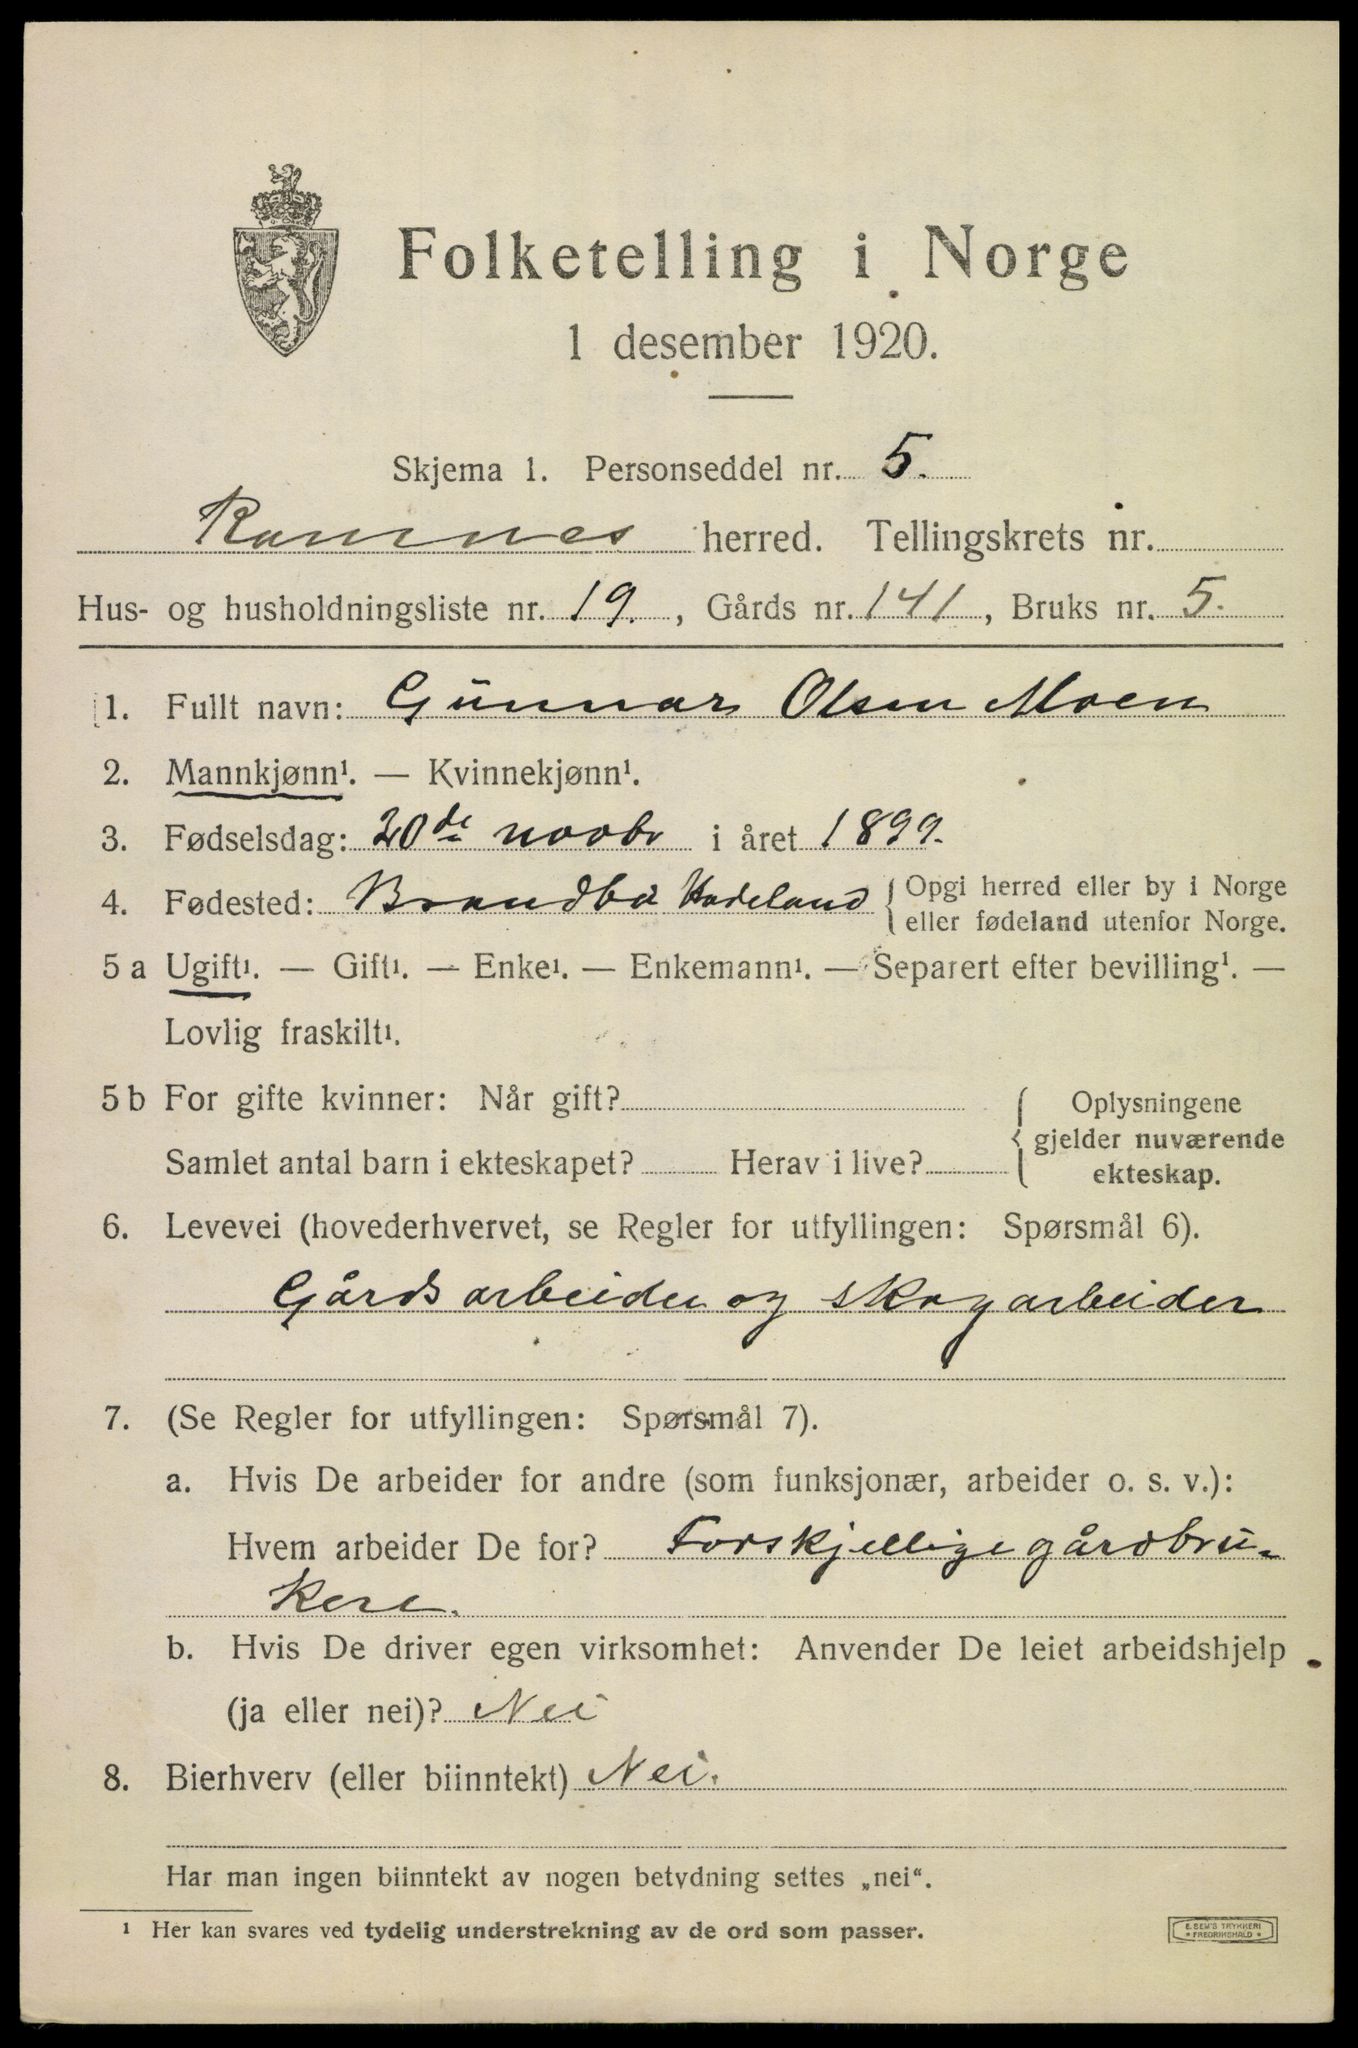 Folketelling i Norge
1 desember 1920.
Skjema 1. Personseddel nr. 5.
Ramnes herred. Tellingskrets nr.
Hus- og husholdningsliste nr. 19., Gårds nr. 141, Bruks nr. 5.
1. Fullt navn: Gunnar Olsen Moen
2. Mannkjønn¹. — Kvinnekjønn¹.
3. Fødselsdag: 20de novbr i året 1899.
4. Fødested: Brandbu Hadeland { Opgi herred eller by i Norge
eller fødeland utenfor Norge.
5 a Ugift¹. — Gift¹. — Enke¹. — Enkemann¹. — Separert efter bevilling¹. —
Lovlig fraskilt¹.
5 b For gifte kvinner: Når gift? { Oplysningene
gjelder nuværende
Samlet antal barn i ekteskapet? Herav i live? ekteskap.
6. Levevei (hovederhvervet, se Regler for utfyllingen: Spørsmål 6).
Gårdsarbeider og skogarbeider
7. (Se Regler for utfyllingen: Spørsmål 7).
a. Hvis De arbeider for andre (som funksjonær, arbeider o. s. v.):
Hvem arbeider De for? Forskjellige gårdbru-
kere.
b. Hvis De driver egen virksomhet: Anvender De leiet arbeidshjelp
(ja eller nei)? Nei
8. Bierhverv (eller biinntekt) Nei.
Har man ingen biinntekt av nogen betydning settes „nei“.
¹ Her kan svares ved tydelig understrekning av de ord som passer.
E. SEM'S TRYKKERI
* FREDRIKSHALD *